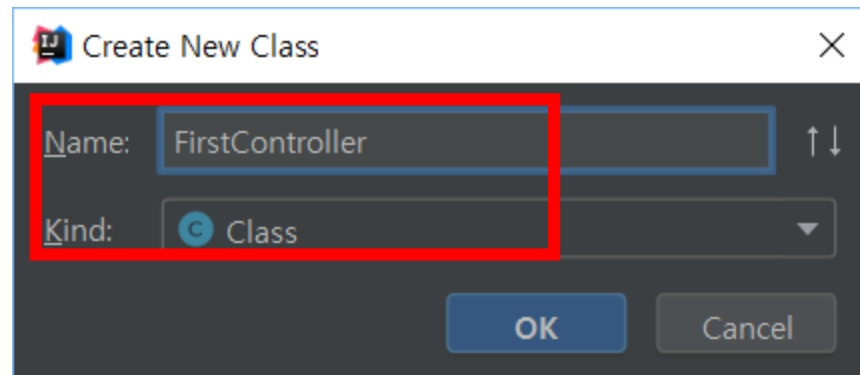 Create New Class
Name: FirstController
Kind: Class
OK Cancel